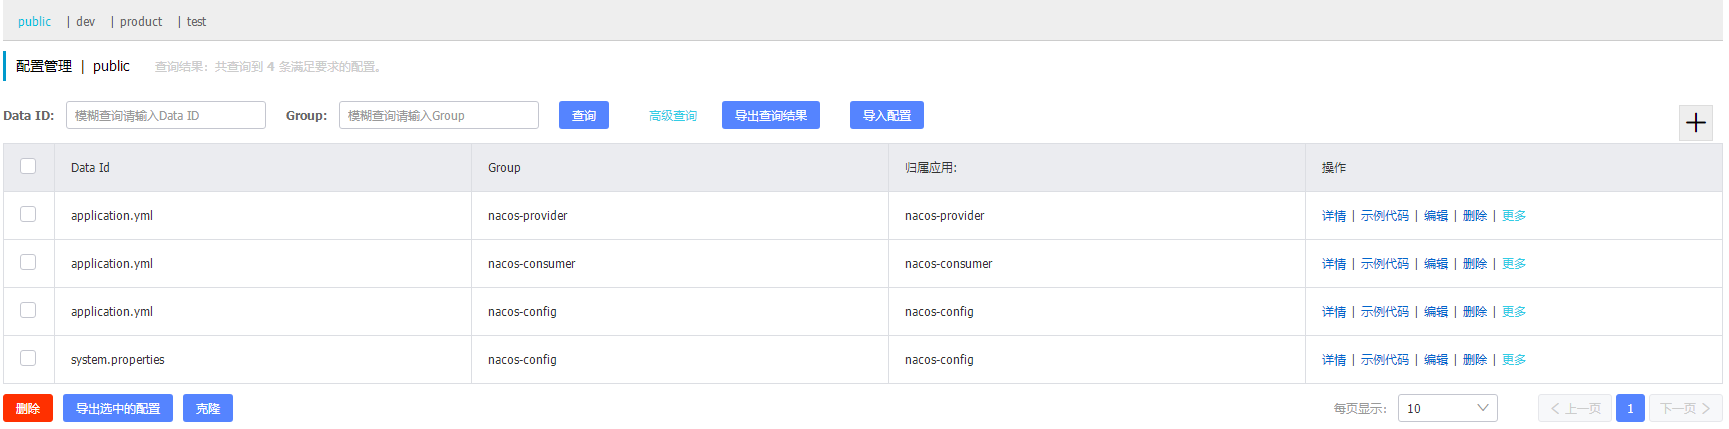 public | dev | product | test
配置管理 | public 查询结果：共查询到 4 条满足要求的配置。
Data ID: 模糊查询请输入Data ID Group: 模糊查询请输入Group 查询 高级查询 导出查询结果 导入配置
Data Id Group 归属应用: 操作
application.yml nacos-provider nacos-provider 详情 | 示例代码 | 编辑 | 删除 | 更多
application.yml nacos-consumer nacos-consumer 详情 | 示例代码 | 编辑 | 删除 | 更多
application.yml nacos-config nacos-config 详情 | 示例代码 | 编辑 | 删除 | 更多
system.properties nacos-config nacos-config 详情 | 示例代码 | 编辑 | 删除 | 更多
删除 导出选中的配置 克隆 每页显示: 10 上一页 1 下一页